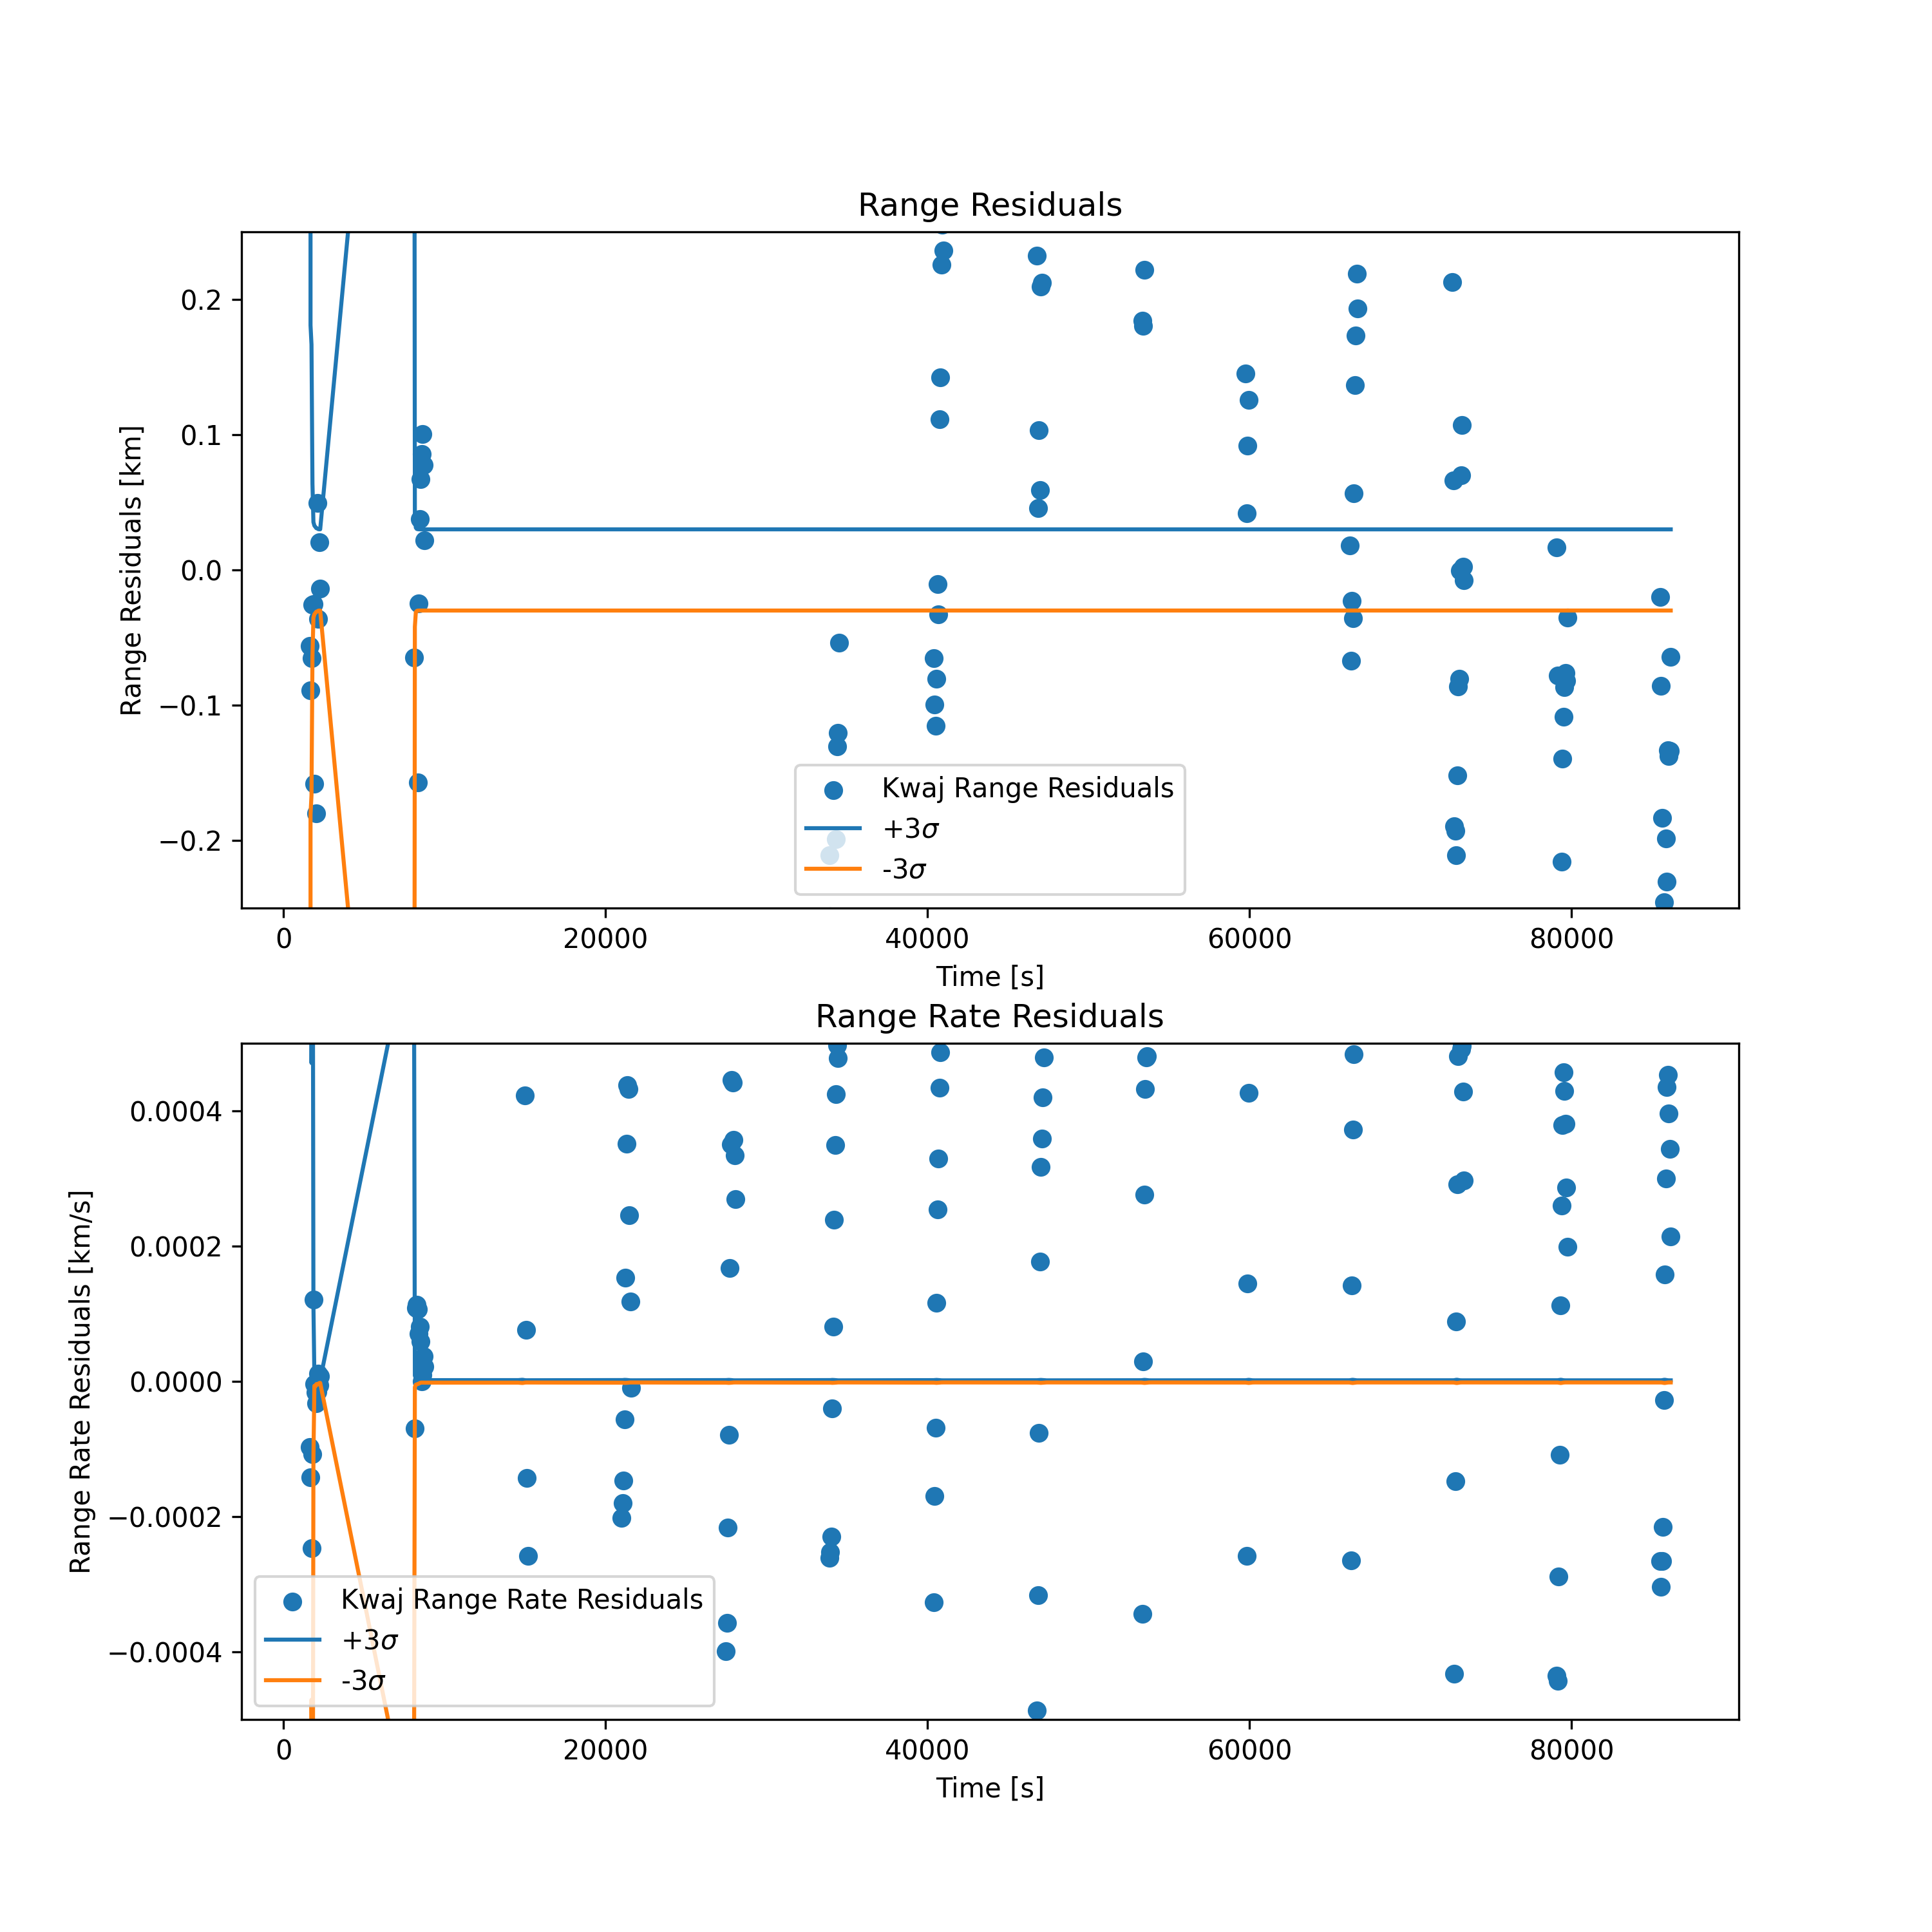 Range Residuals
0.2
0.1
0.0
−0.1
−0.2
Range Residuals [km]
Kwaj Range Residuals
+3σ
-3σ
0 20000 40000 60000 80000
Time [s]
Range Rate Residuals
0.0004
0.0002
0.0000
−0.0002
−0.0004
Range Rate Residuals [km/s]
Kwaj Range Rate Residuals
+3σ
-3σ
0 20000 40000 60000 80000
Time [s]